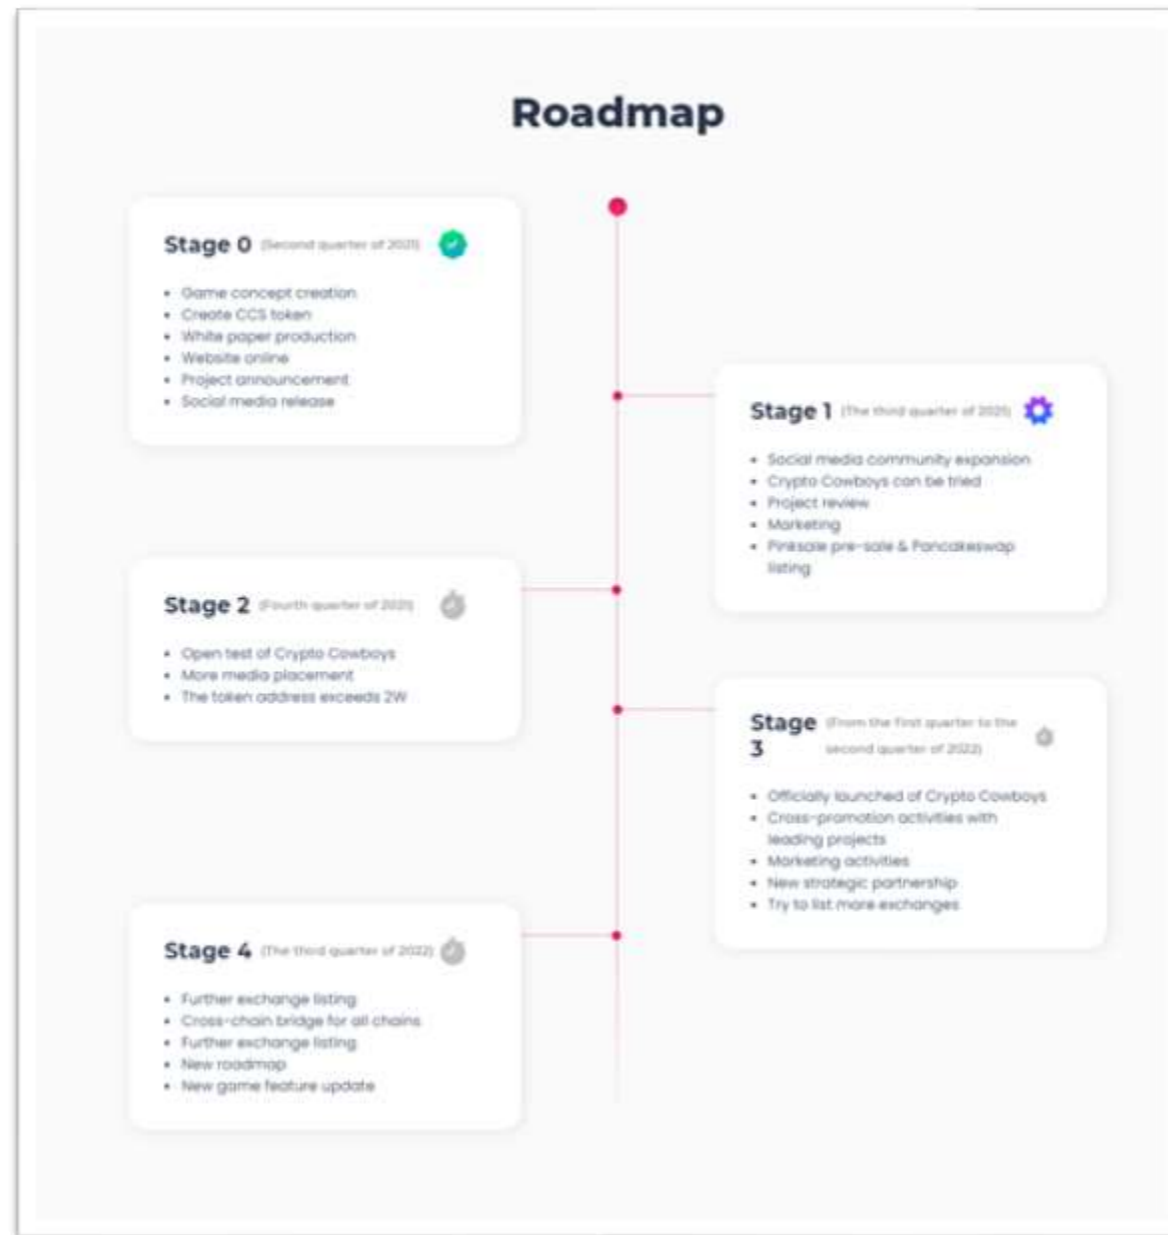 Roadmap
Stage 0 (Second quarter of 2021)
• Game concept creation
• Create CCS token
• White paper production
• Website online
• Project announcement
• Social media release
Stage 1 (The third quarter of 2021)
• Social media community expansion
• Crypto Cowboys can be tried
• Project review
• Marketing
• Pinksale pre-sale & Pancakeswap
listing
Stage 2 (Fourth quarter of 2021)
• Open test of Crypto Cowboys
• More media placement
• The token address exceeds 2W
Stage (From the first quarter to the
3 second quarter of 2022)
• Officially launched of Crypto Cowboys
• Cross-promotion activities with
leading projects
• Marketing activities
• New strategic partnership
• Try to list more exchanges
Stage 4 (The third quarter of 2022)
• Further exchange listing
• Cross-chain bridge for all chains
• Further exchange listing
• New roadmap
• New game feature update